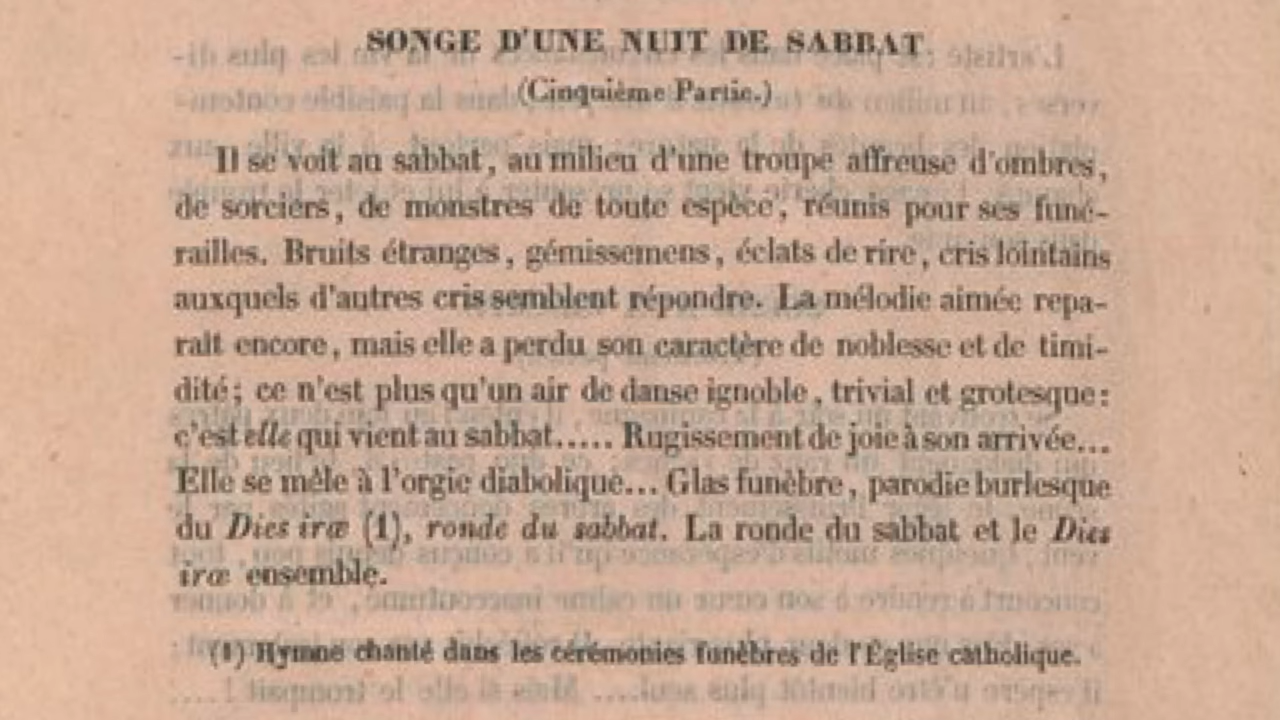 SONGE D'UNE NUIT DE SABBAT
(Cinquième Partie.)
Il se voit au sabbat, au milieu d'une troupe affreuse d'ombres,
de sorciers, de monstres de toute espèce, réunis pour ses funé-
railles. Bruits étranges, gémissemens, éclats de rire, cris lointains
auxquels d'autres cris semblent répondre. La mélodie aimée repa-
raît encore, mais elle a perdu son caractère de noblesse et de timi-
dité; ce n'est plus qu'un air de danse ignoble, trivial et grotesque:
c'est elle qui vient au sabbat..... Rugissement de joie à son arrivée...
Elle se mêle à l'orgie diabolique... Glas funèbre, parodie burlesque
du Dies iræ (1), ronde du sabbat. La ronde du sabbat et le Dies
iræ ensemble.
(1) Hymne chanté dans les cérémonies funèbres de l'Église catholique.